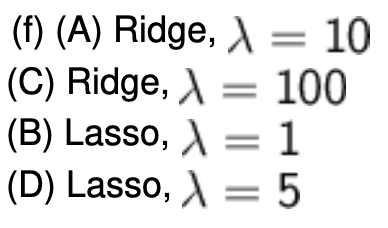 (f) (A) Ridge, λ = 10
(C) Ridge, λ = 100
(B) Lasso, λ = 1
(D) Lasso, λ = 5